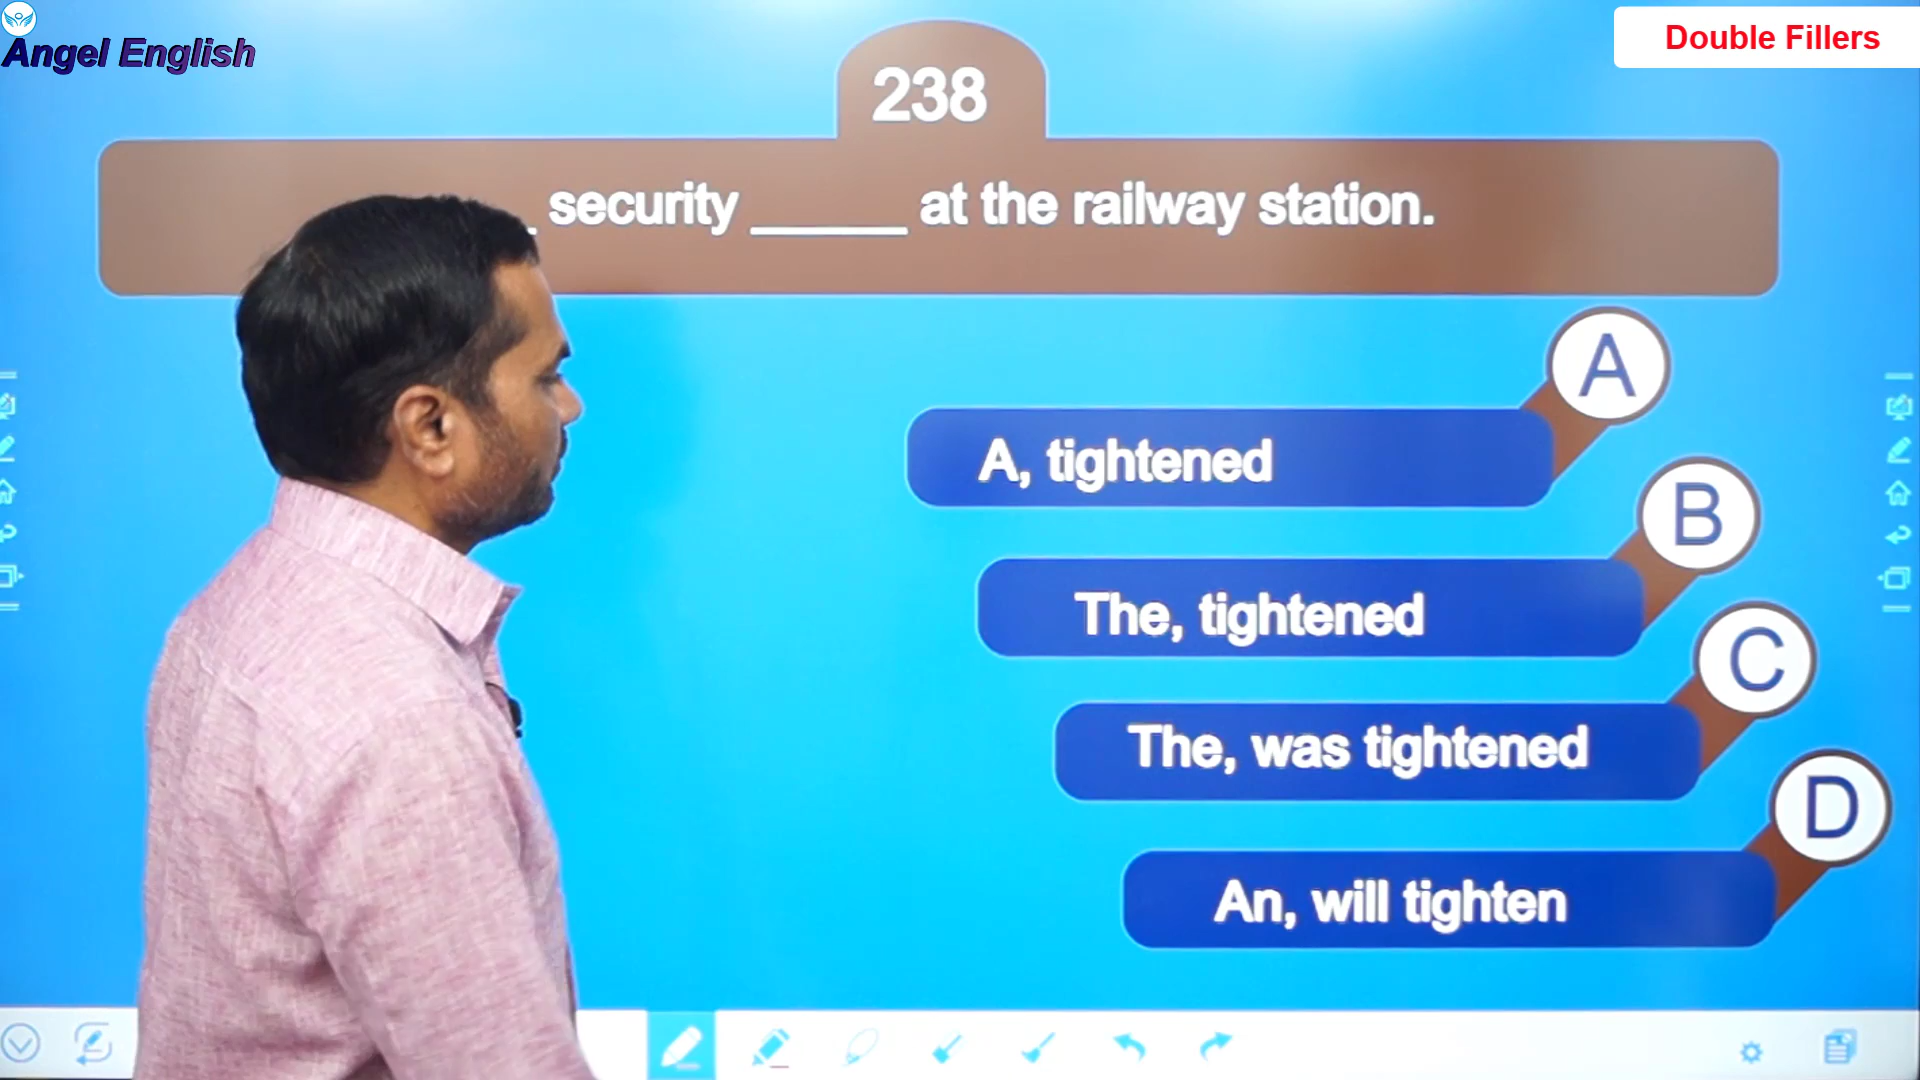 Angel English
Double Fillers
238
_ security ______ at the railway station.
A
A, tightened
B
The, tightened
C
The, was tightened
D
An, will tighten